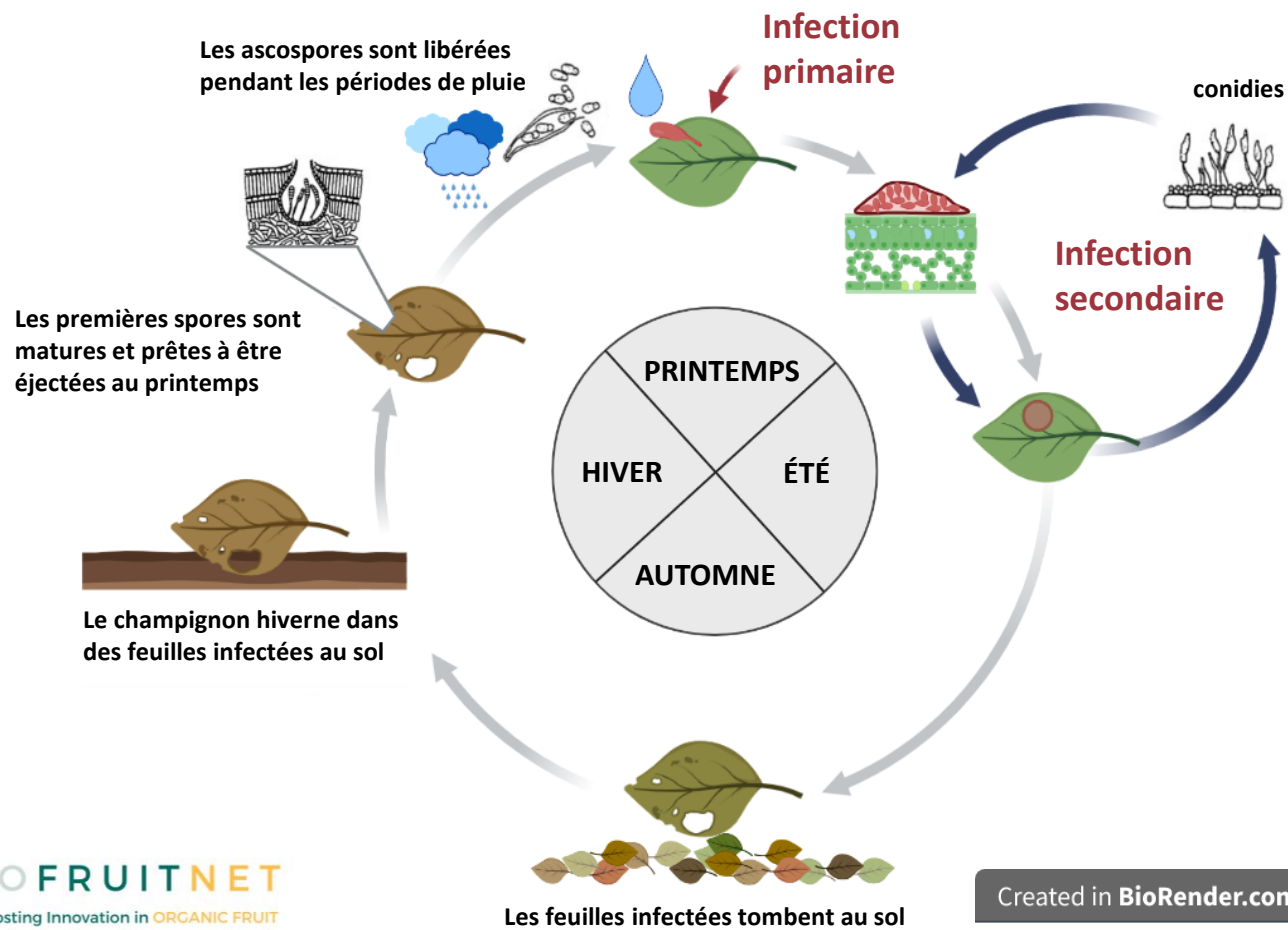 Les ascospores sont libérées
pendant les périodes de pluie
Infection
primaire
conidies
Infection
secondaire
Les premières spores sont
matures et prêtes à être
éjectées au printemps
PRINTEMPS
HIVER
ÉTÉ
AUTOMNE
Le champignon hiverne dans
des feuilles infectées au sol
OFRUITNET
osting Innovation in ORGANIC FRUIT
Les feuilles infectées tombent au sol
Created in BioRender.com